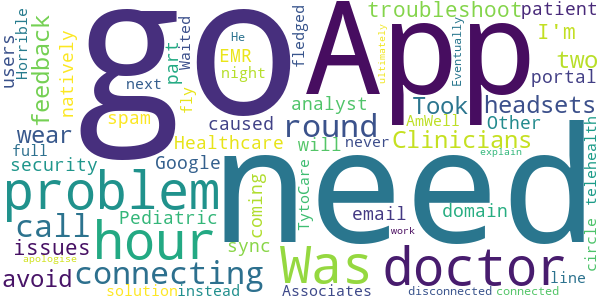 go
App
need
problem
hour
doctor
Was
connecting
call
round
avoid
issues
wear
Clinicians
headsets
Took
troubleshoot
patient
I'm
two
portal
feedback
users
Horrible
natively
part
Waited
EMR
night
fly
fledged
He
next
spam
analyst
caused
Healthcare
will
never
Other
AmWell
ultimately
Eventually
explain
full
security
Google
Pediatric
sync
coming
TytoCare
email
domain
work
telehealth
circle
line
apologise
solution
instead
Associates
disconnected
connected